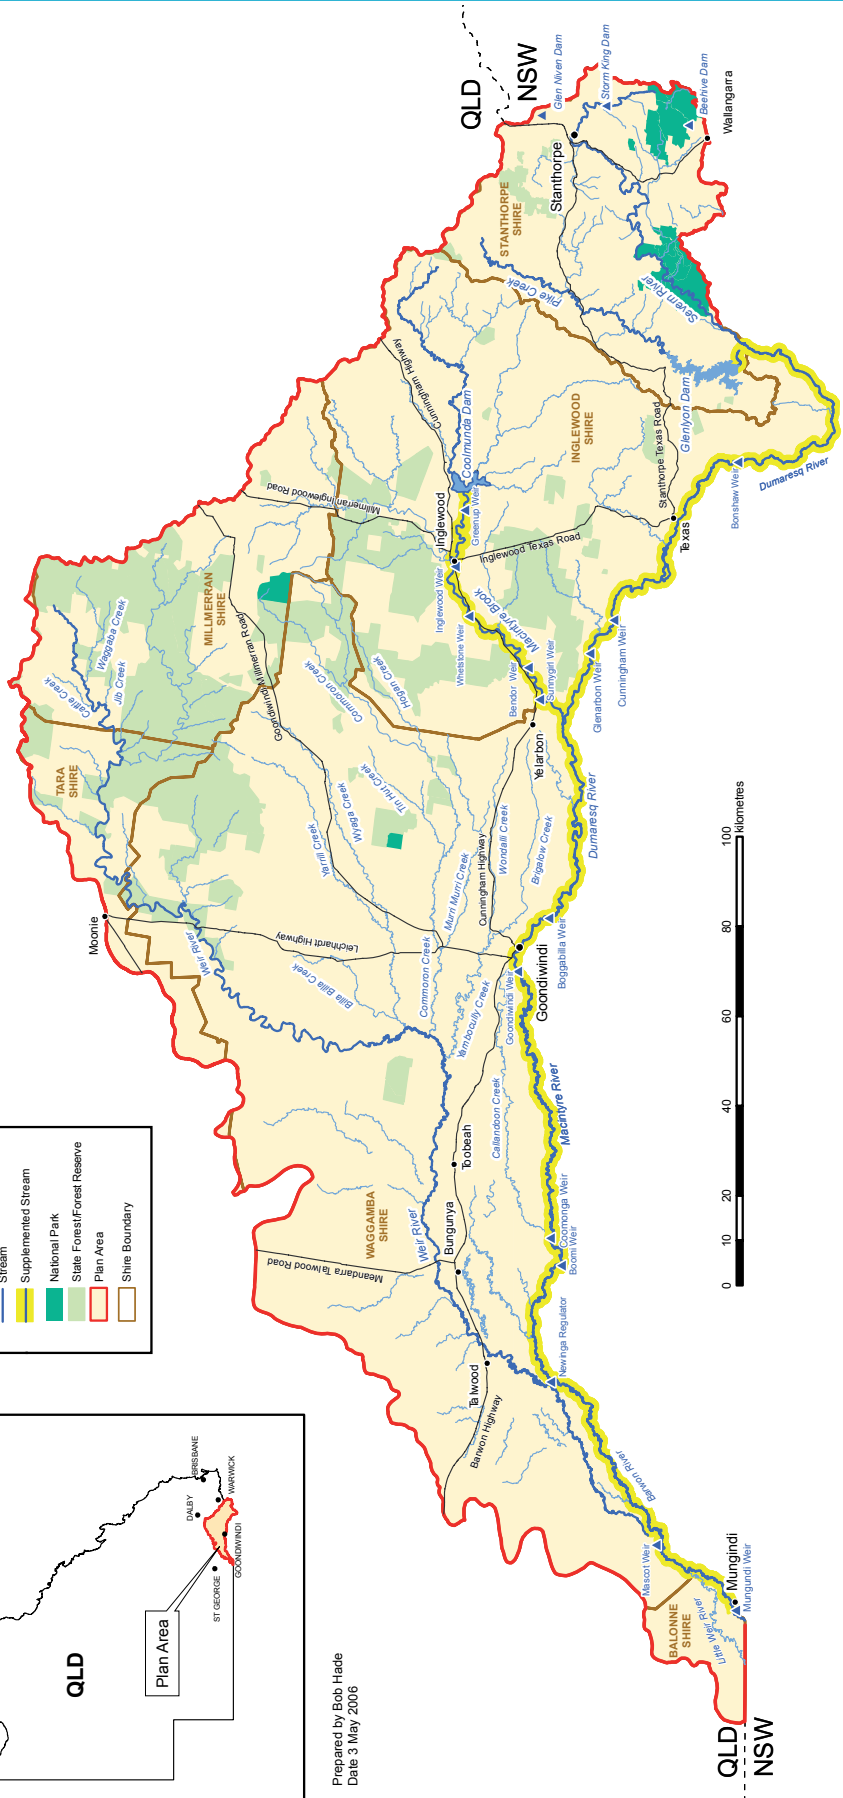 QLD
NSW
Glen Niven Dam
Storm King Dam
Beehive Dam
Wallangarra
Stanthorpe
STANTHORPE
SHIRE
Pike Creek
Severn River
Cunningham Highway
Coolmunda Dam
Glenlyon Dam
INGLEWOOD
SHIRE
Stanthorpe Texas Road
Dumaresq River
Bonshaw Weir
Millmerran Inglewood Road
Inglewood
Greenup Weir
Texas
Inglewood Texas Road
Inglewood Weir
Macintyre Brook
Whetstone Weir
Bendor Weir
Sunnygirl Weir
Glenarbon Weir
Cunningham Weir
MILLMERRAN
SHIRE
Waggaba Creek
Jib Creek
Cattle Creek
Goondiwindi Millmerran Road
Commoron Creek
Hogan Creek
Yelarbon
TARA
SHIRE
Tin Hut Creek
Wyaga Creek
Yarrill Creek
Wondalli Creek
Brigalow Creek
Dumaresq River
Murri Murri Creek
Cunningham Highway
Moonie
Leichhardt Highway
Weir River
Billa Billa Creek
Commoron Creek
Yambocully Creek
Boggabilla Weir
Goondiwindi Weir
Goondiwindi
Callandoon Creek
Macintyre River
Toobeah
Coomonga Weir
Boomi Weir
WAGGAMBA
SHIRE
Weir River
Bungunya
Meandarra Talwood Road
Newinga Regulator
Talwood
Barwon Highway
Barwon River
Mascot Weir
Mungindi
Mungundi Weir
BALONNE
SHIRE
Little Weir River
QLD
NSW
0 10 20 40 60 80 100
kilometres
Stream
Supplemented Stream
National Park
State Forest/Forest Reserve
Plan Area
Shire Boundary
QLD
Plan Area
BRISBANE
DALBY
WARWICK
GOONDIWINDI
ST GEORGE
Prepared by Bob Hade
Date 3 May 2006